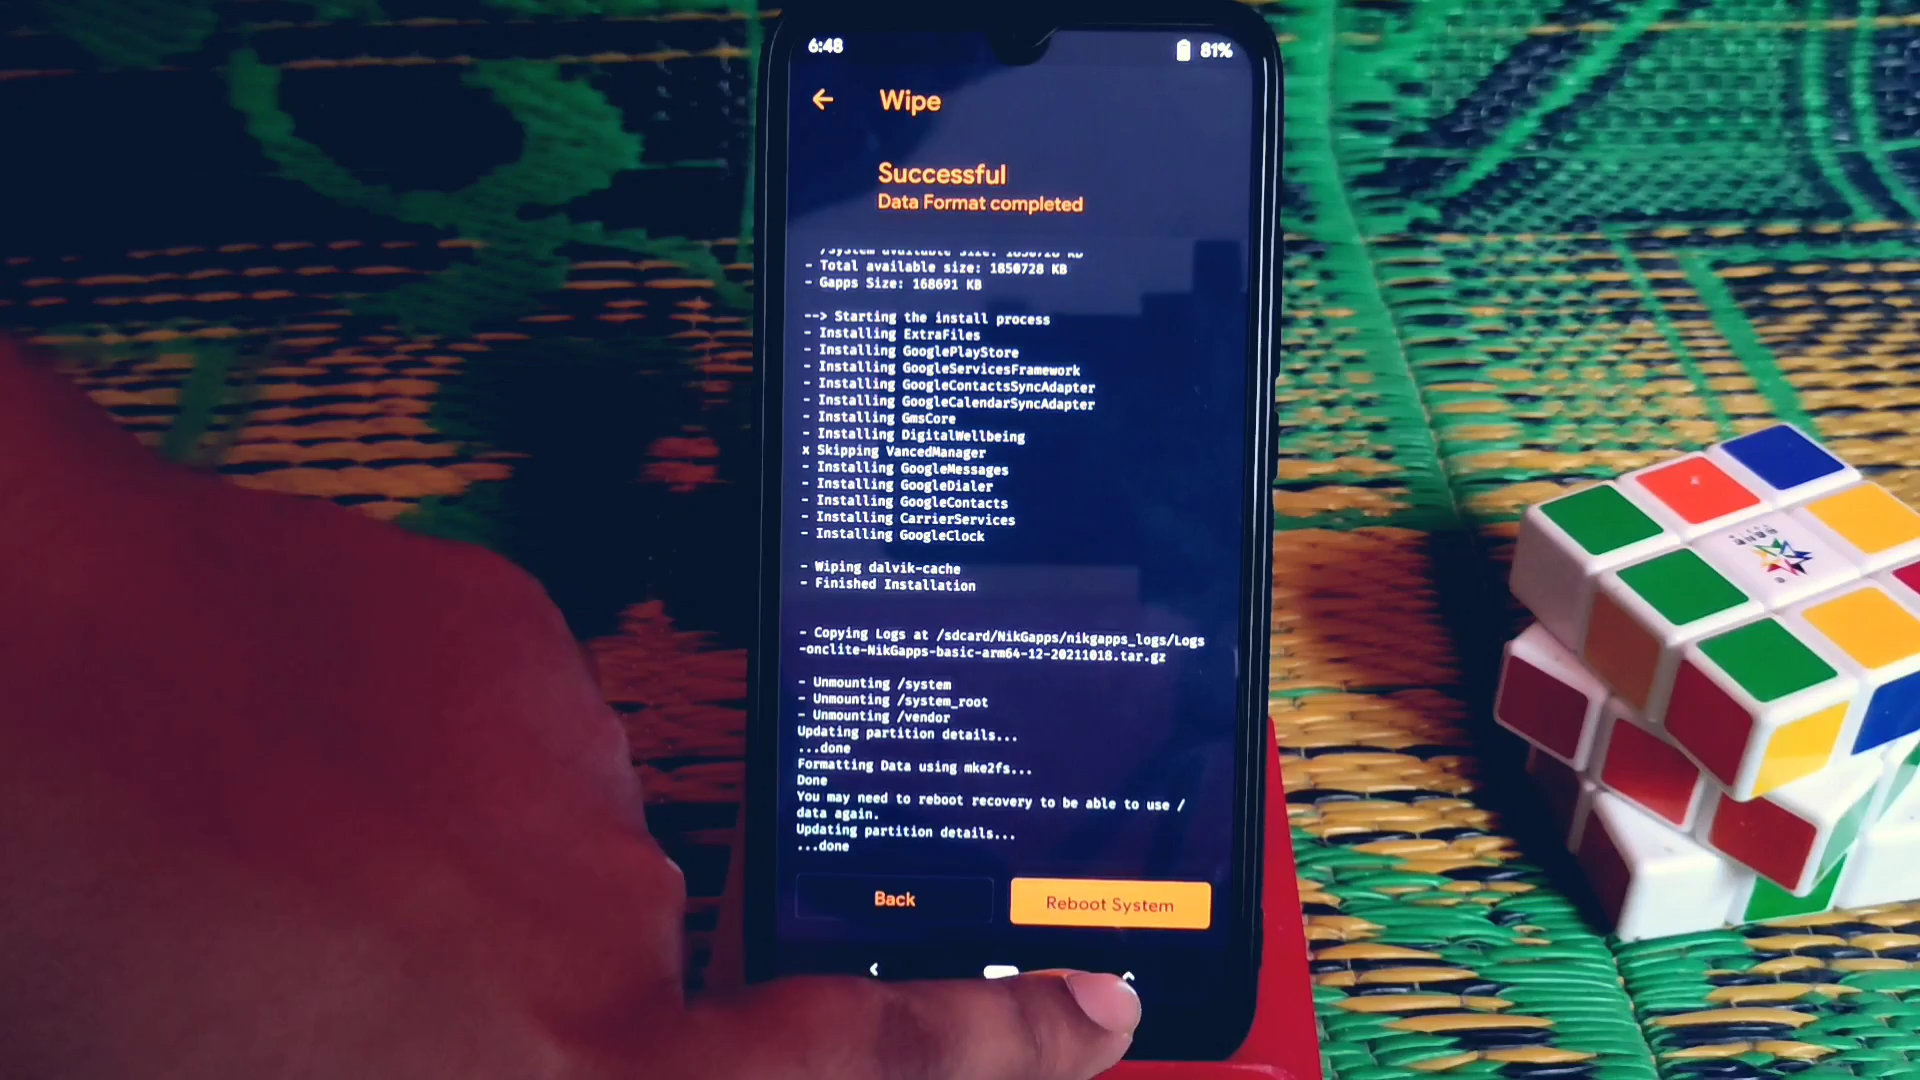 6:48
81%
Wipe
Successful
Data Format completed
/system available size: 1850728 KB
- Total available size: 1850728 KB
- Gapps Size: 168691 KB
--> Starting the install process
- Installing ExtraFiles
- Installing GooglePlayStore
- Installing GoogleServicesFramework
- Installing GoogleContactsSyncAdapter
- Installing GoogleCalendarSyncAdapter
- Installing GmsCore
- Installing DigitalWellbeing
x Skipping VancedManager
- Installing GoogleMessages
- Installing GoogleDialer
- Installing GoogleContacts
- Installing CarrierServices
- Installing GoogleClock
- Wiping dalvik-cache
- Finished Installation
- Copying Logs at /sdcard/NikGapps/nikgapps_logs/Logs
-onclite-NikGapps-basic-arm64-12-20211018.tar.gz
- Unmounting /system
- Unmounting /system_root
- Unmounting /vendor
Updating partition details...
...done
Formatting Data using mke2fs...
Done
You may need to reboot recovery to be able to use /
data again.
Updating partition details...
...done
Back
Reboot System